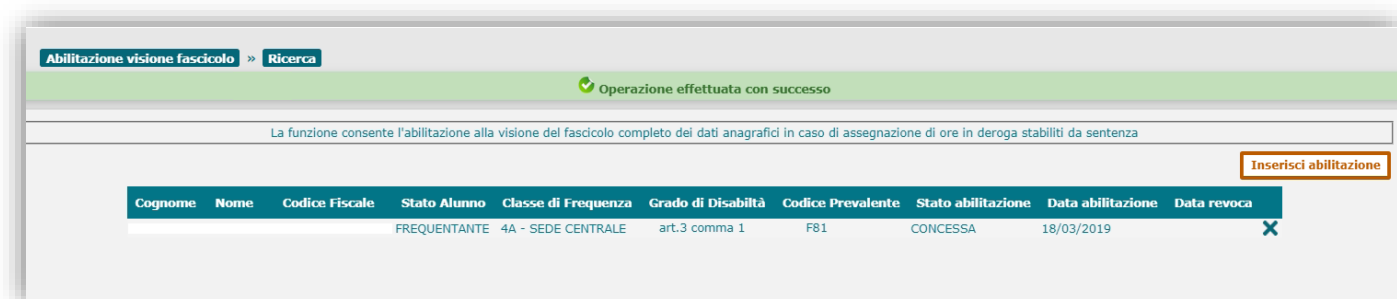 Abilitazione visione fascicolo » Ricerca
Operazione effettuata con successo
La funzione consente l'abilitazione alla visione del fascicolo completo dei dati anagrafici in caso di assegnazione di ore in deroga stabiliti da sentenza
Inserisci abilitazione
Cognome Nome Codice Fiscale Stato Alunno Classe di Frequenza Grado di Disabiltà Codice Prevalente Stato abilitazione Data abilitazione Data revoca
FREQUENTANTE 4A - SEDE CENTRALE art.3 comma 1 F81 CONCESSA 18/03/2019